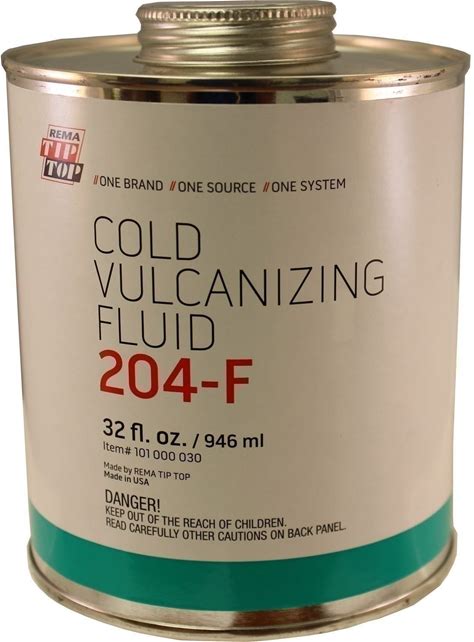 REMA
TIP
TOP
//ONE BRAND //ONE SOURCE //ONE SYSTEM
COLD
VULCANIZING
FLUID
204-F
32 fl. oz. / 946 ml
Item# 101 000 030
Made by REMA TIP TOP
Made in USA
DANGER!
KEEP OUT OF THE REACH OF CHILDREN.
READ CAREFULLY OTHER CAUTIONS ON BACK PANEL.